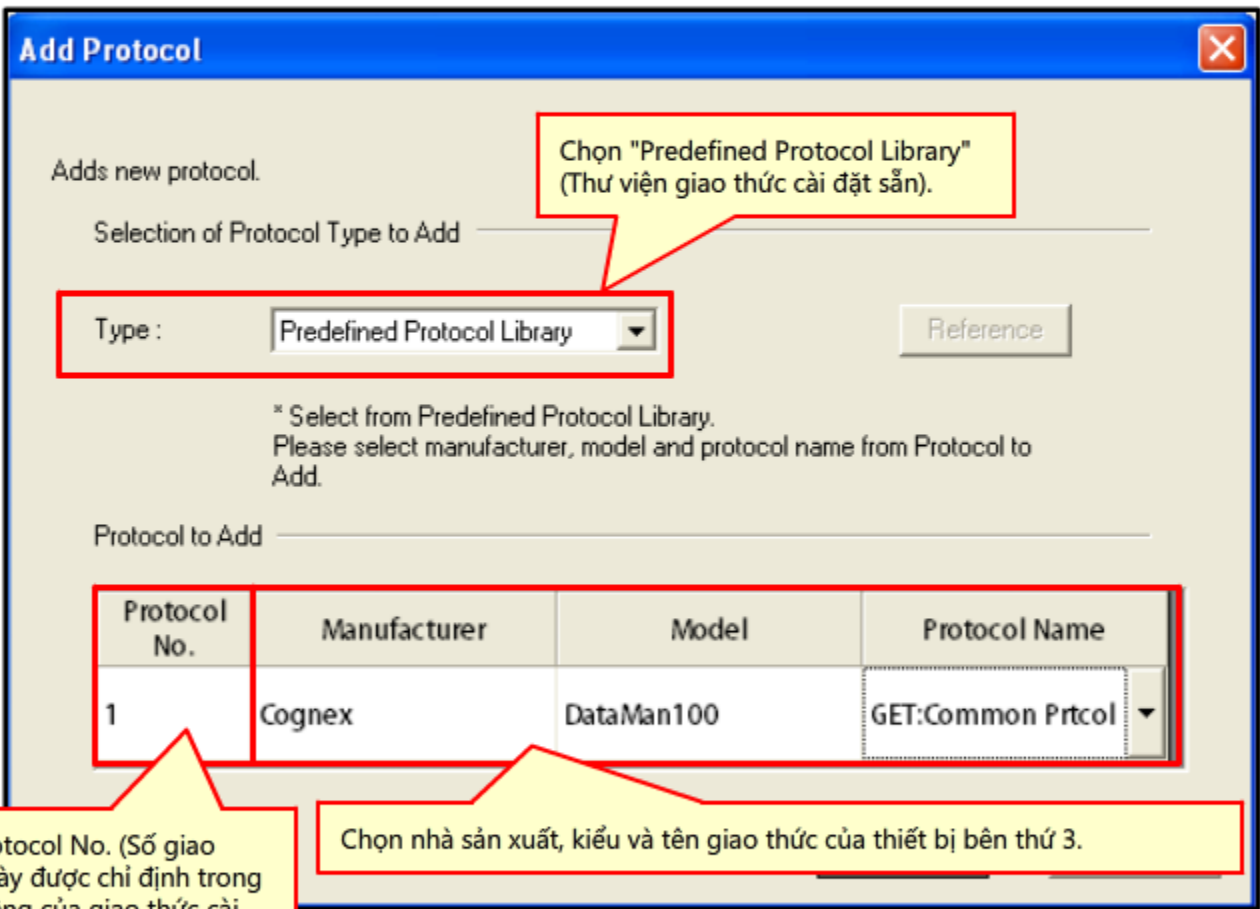 Add Protocol
Chọn "Predefined Protocol Library"
(Thư viện giao thức cài đặt sẵn).
Adds new protocol.
Selection of Protocol Type to Add
Type :
Predefined Protocol Library
Reference
* Select from Predefined Protocol Library.
Please select manufacturer, model and protocol name from Protocol to
Add.
Protocol to Add
Protocol
No.
Manufacturer
Model
Protocol Name
1
Cognex
DataMan100
GET:Common Prtcol
Chọn nhà sản xuất, kiểu và tên giao thức của thiết bị bên thứ 3.
No. (Số giao
được chỉ định trong
của giao thức cài